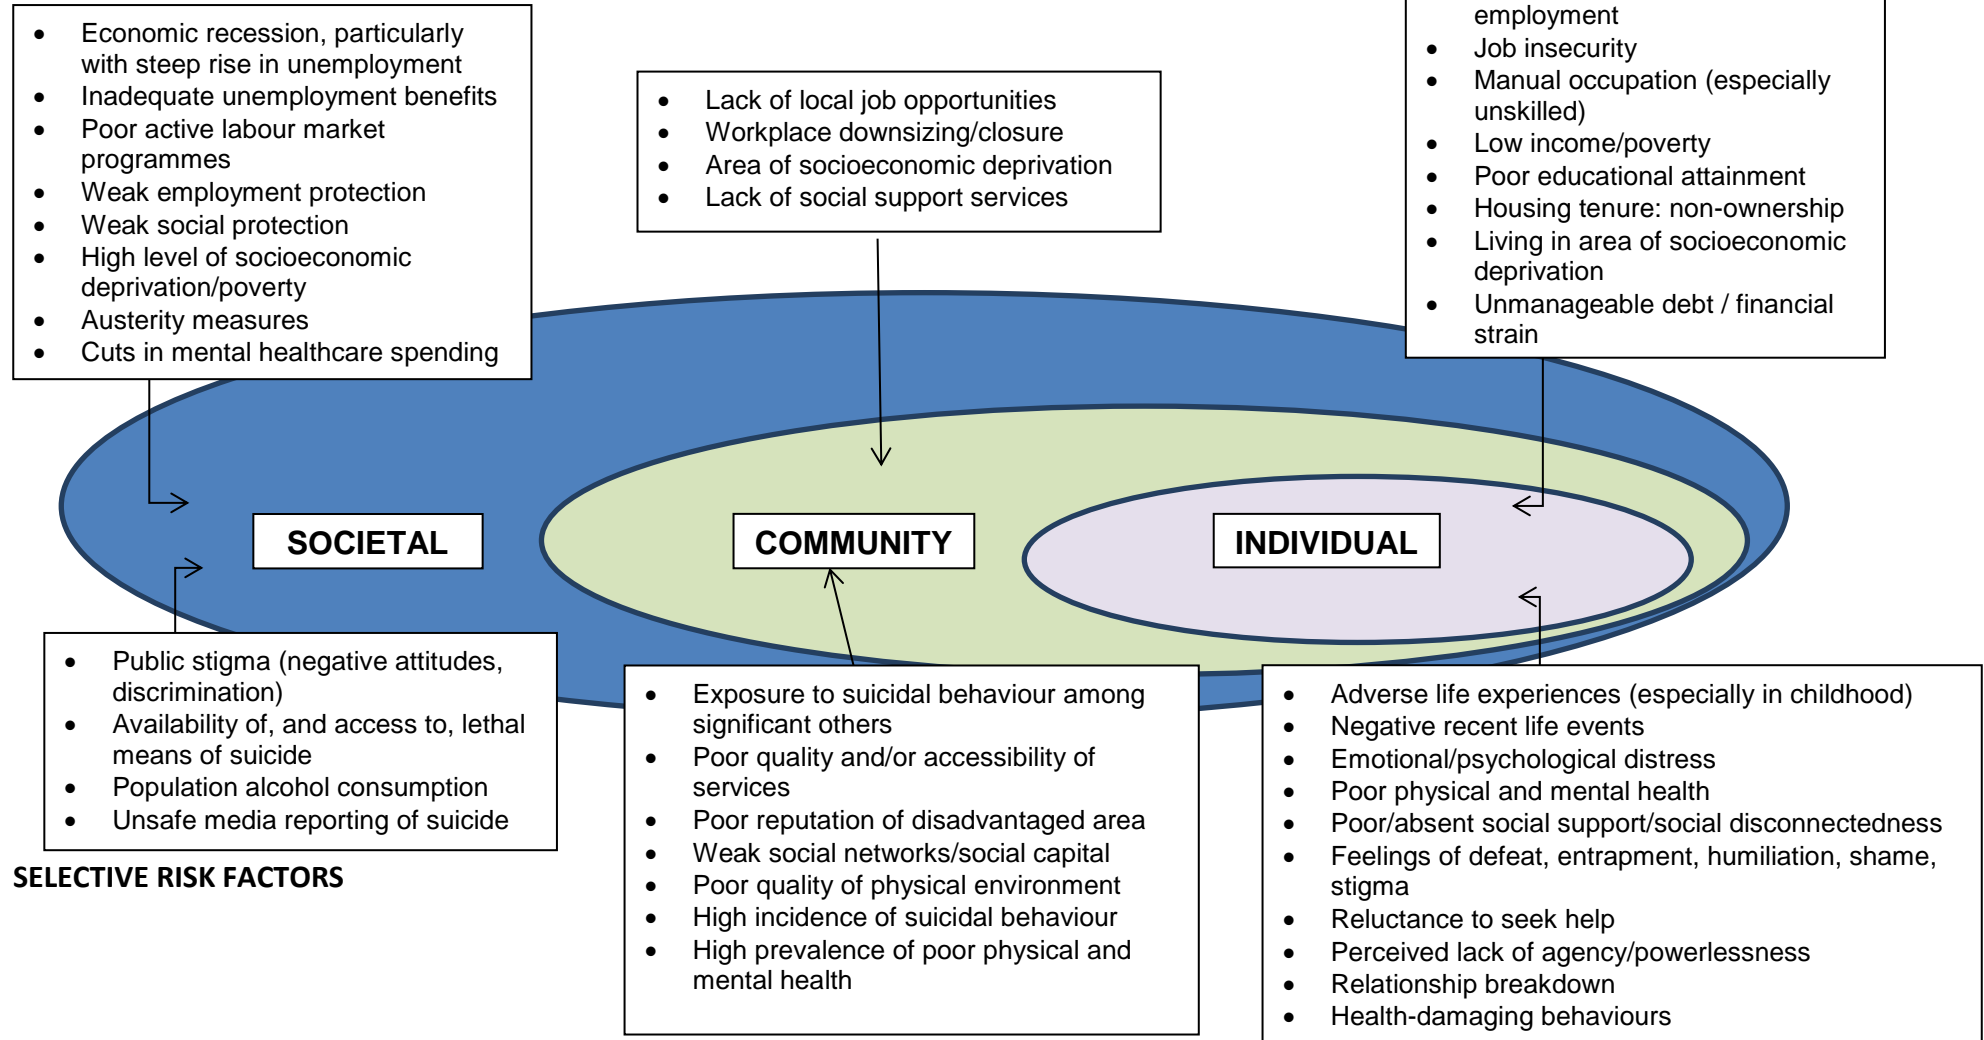 • Economic recession, particularly
with steep rise in unemployment
• Inadequate unemployment benefits
• Poor active labour market
programmes
• Weak employment protection
• Weak social protection
• High level of socioeconomic
deprivation/poverty
• Austerity measures
• Cuts in mental healthcare spending
• Lack of local job opportunities
• Workplace downsizing/closure
• Area of socioeconomic deprivation
• Lack of social support services
employment
• Job insecurity
• Manual occupation (especially
unskilled)
• Low income/poverty
• Poor educational attainment
• Housing tenure: non-ownership
• Living in area of socioeconomic
deprivation
• Unmanageable debt / financial
strain
SOCIETAL
COMMUNITY
INDIVIDUAL
• Public stigma (negative attitudes,
discrimination)
• Availability of, and access to, lethal
means of suicide
• Population alcohol consumption
• Unsafe media reporting of suicide
SELECTIVE RISK FACTORS
• Exposure to suicidal behaviour among
significant others
• Poor quality and/or accessibility of
services
• Poor reputation of disadvantaged area
• Weak social networks/social capital
• Poor quality of physical environment
• High incidence of suicidal behaviour
• High prevalence of poor physical and
mental health
• Adverse life experiences (especially in childhood)
• Negative recent life events
• Emotional/psychological distress
• Poor physical and mental health
• Poor/absent social support/social disconnectedness
• Feelings of defeat, entrapment, humiliation, shame,
stigma
• Reluctance to seek help
• Perceived lack of agency/powerlessness
• Relationship breakdown
• Health-damaging behaviours